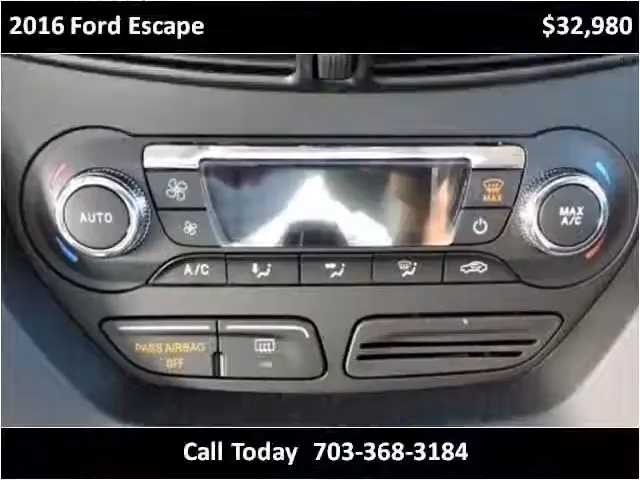 2016 Ford Escape $32,980
MAX
AUTO
MAX
A/C
A/C
PASS AIRBAG
OFF
Call Today 703-368-3184